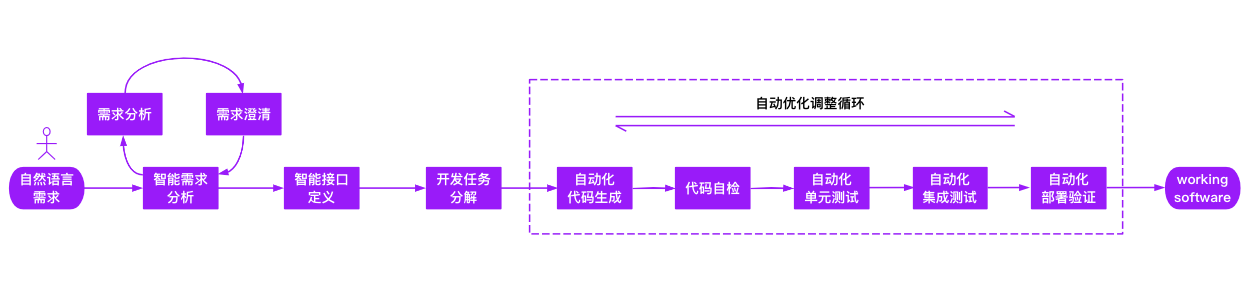 自动优化调整循环
需求分析
需求澄清
自然语言
需求
智能需求
分析
智能接口
定义
开发任务
分解
自动化
代码生成
代码自检
自动化
单元测试
自动化
集成测试
自动化
部署验证
working
software